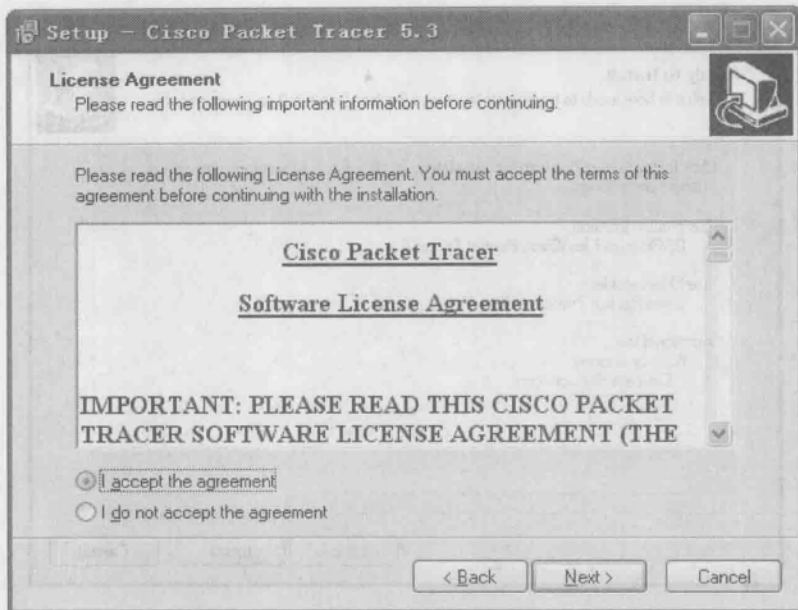 Setup - Cisco Packet Tracer 5.3
License Agreement
Please read the following important information before continuing.
Please read the following License Agreement. You must accept the terms of this
agreement before continuing with the installation.
Cisco Packet Tracer
Software License Agreement
IMPORTANT: PLEASE READ THIS CISCO PACKET
TRACER SOFTWARE LICENSE AGREEMENT (THE
I accept the agreement
I do not accept the agreement
< Back
Next >
Cancel